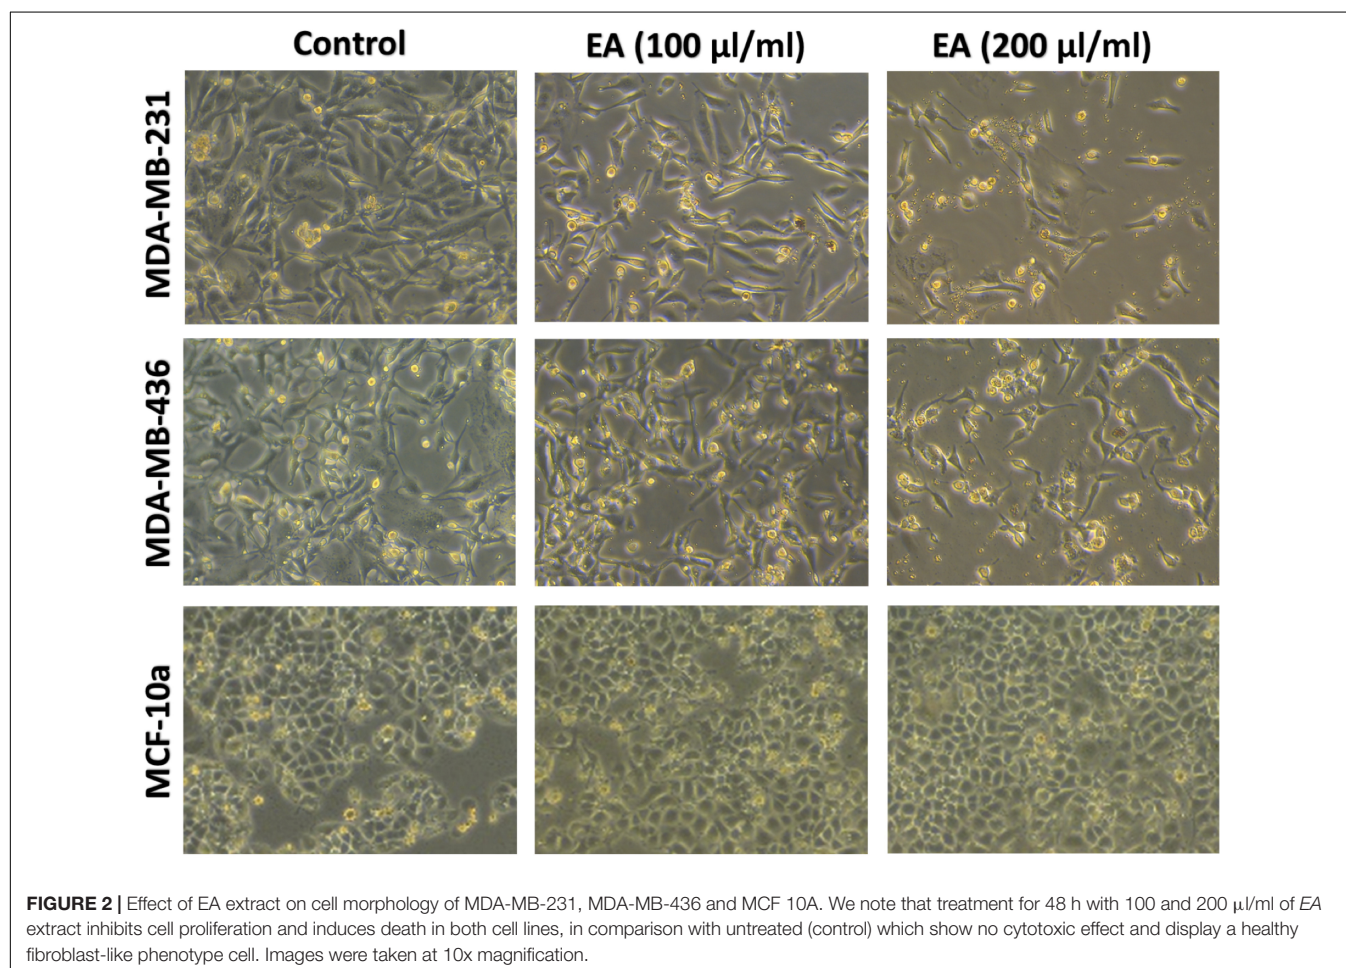 Control EA (100 µl/ml) EA (200 µl/ml)
MDA-MB-231
MDA-MB-436
MCF-10a
FIGURE 2 | Effect of EA extract on cell morphology of MDA-MB-231, MDA-MB-436 and MCF 10A. We note that treatment for 48 h with 100 and 200 µl/ml of EA
extract inhibits cell proliferation and induces death in both cell lines, in comparison with untreated (control) which show no cytotoxic effect and display a healthy
fibroblast-like phenotype cell. Images were taken at 10x magnification.